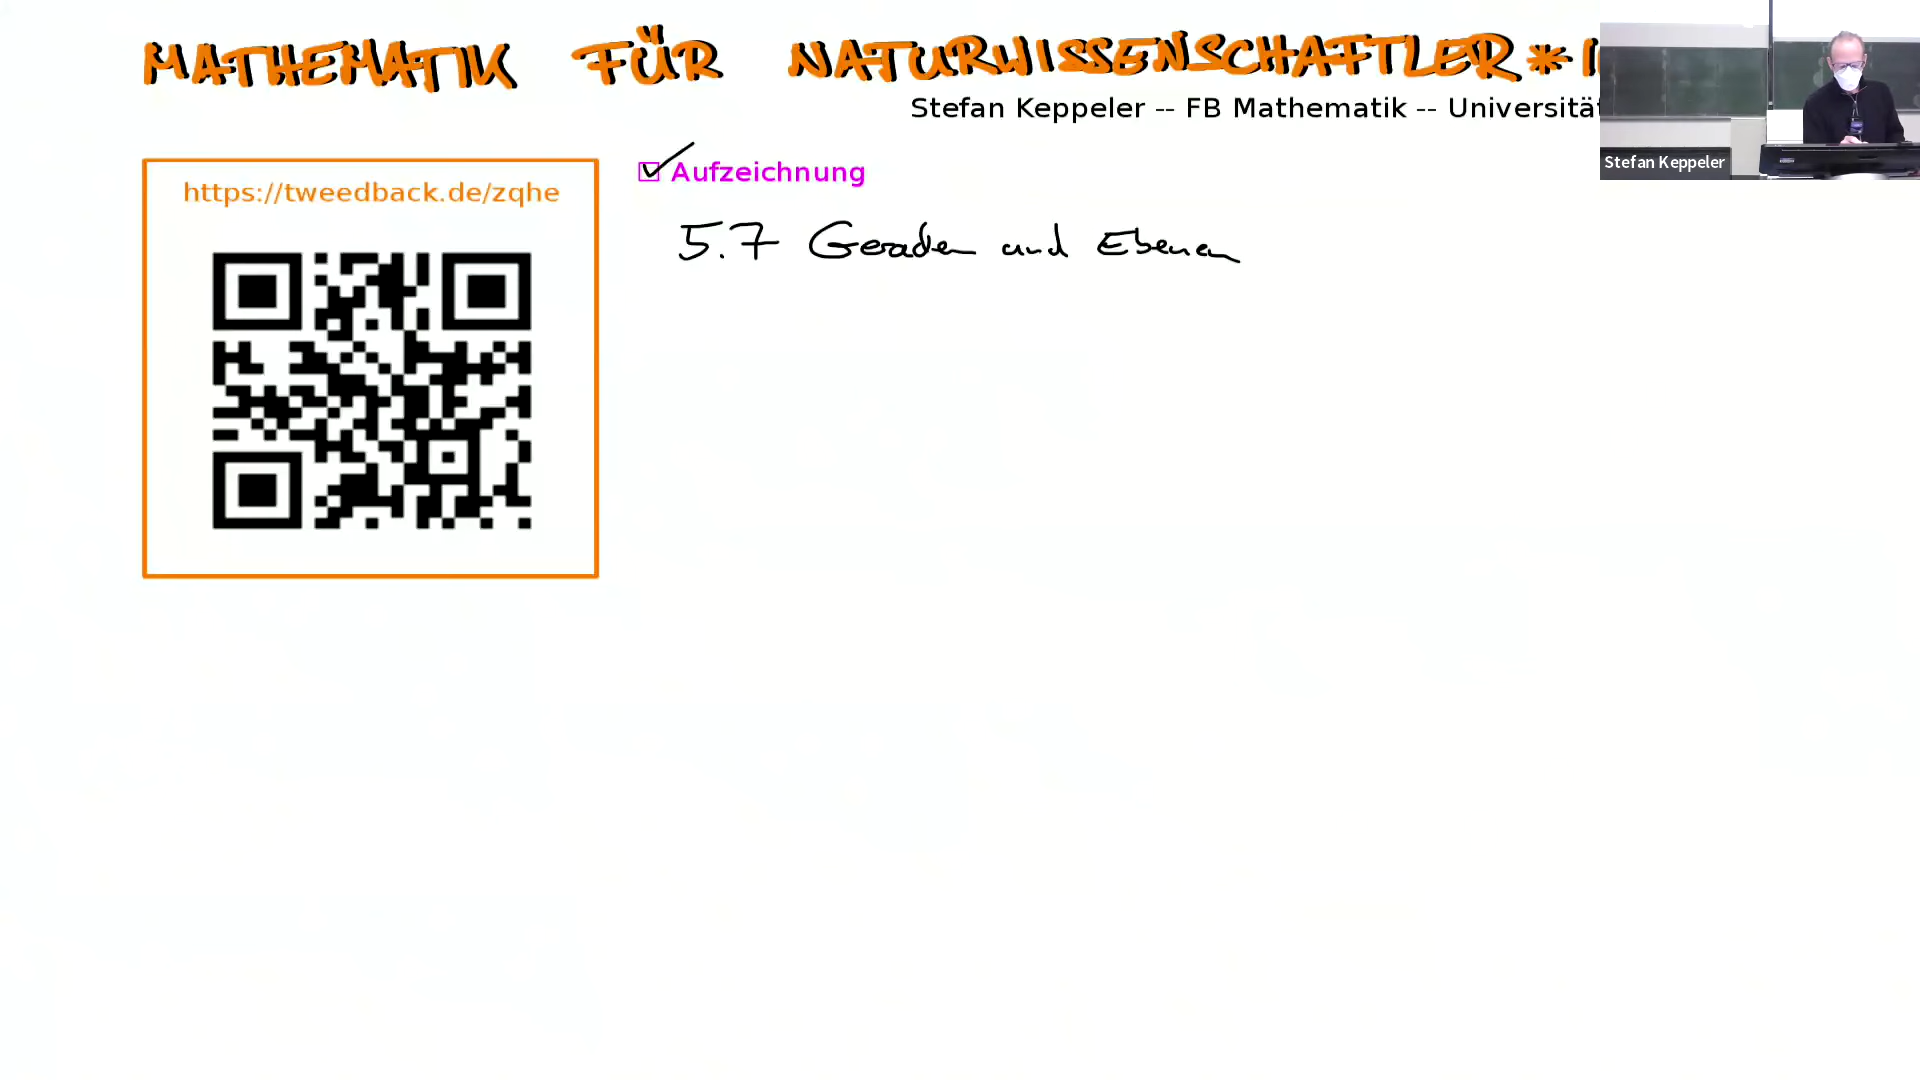 MATHEMATIK FÜR NATURWISSENSCHAFTLER*I
Stefan Keppeler -- FB Mathematik -- Universitä
Stefan Keppeler
https://tweedback.de/zqhe
Aufzeichnung
5.7 Geraden und Ebenen